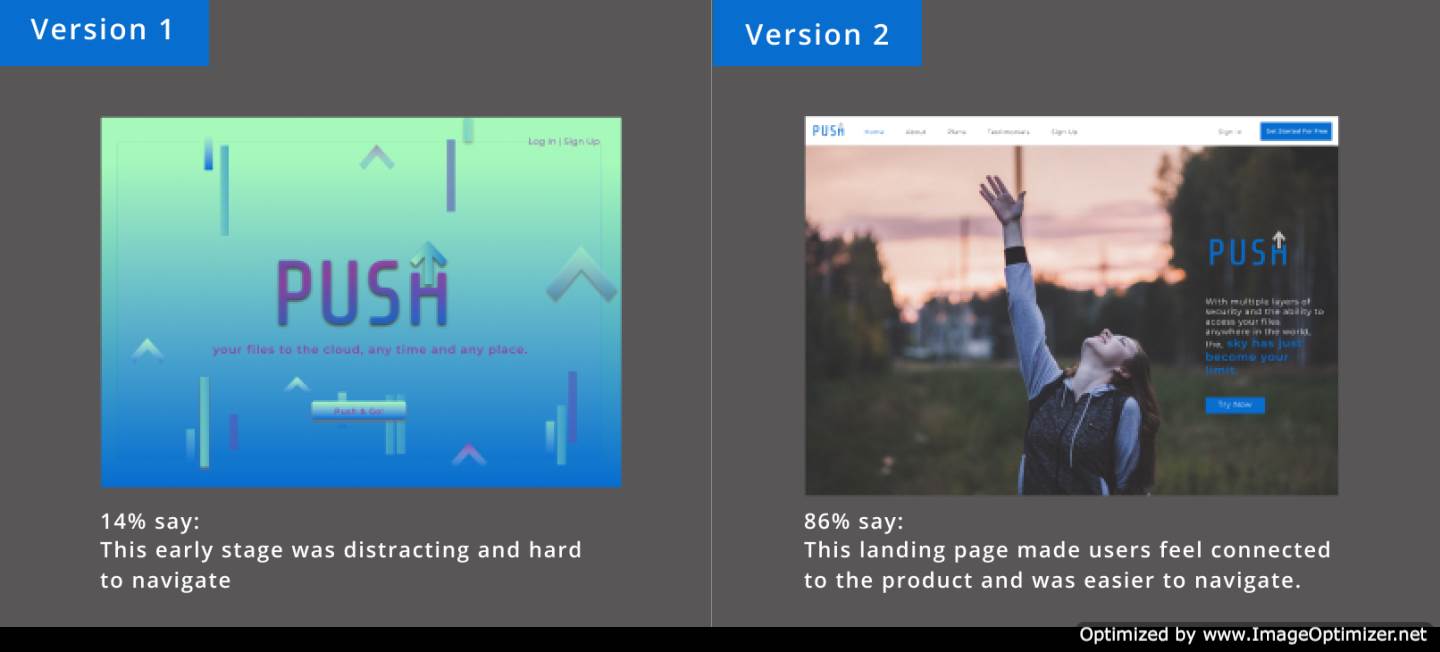 Version 1
Log In | Sign Up
PUSH
your files to the cloud, any time and any place.
Push & Go!
14% say:
This early stage was distracting and hard
to navigate
Version 2
PUSH
Home About Plans Testimonials Sign Up Sign In Get Started For Free
PUSH
With multiple layers of
security and the ability to
access your files
anywhere in the world,
the, sky has just
become your
limit.
Try Now
86% say:
This landing page made users feel connected
to the product and was easier to navigate.
Optimized by www.ImageOptimizer.net